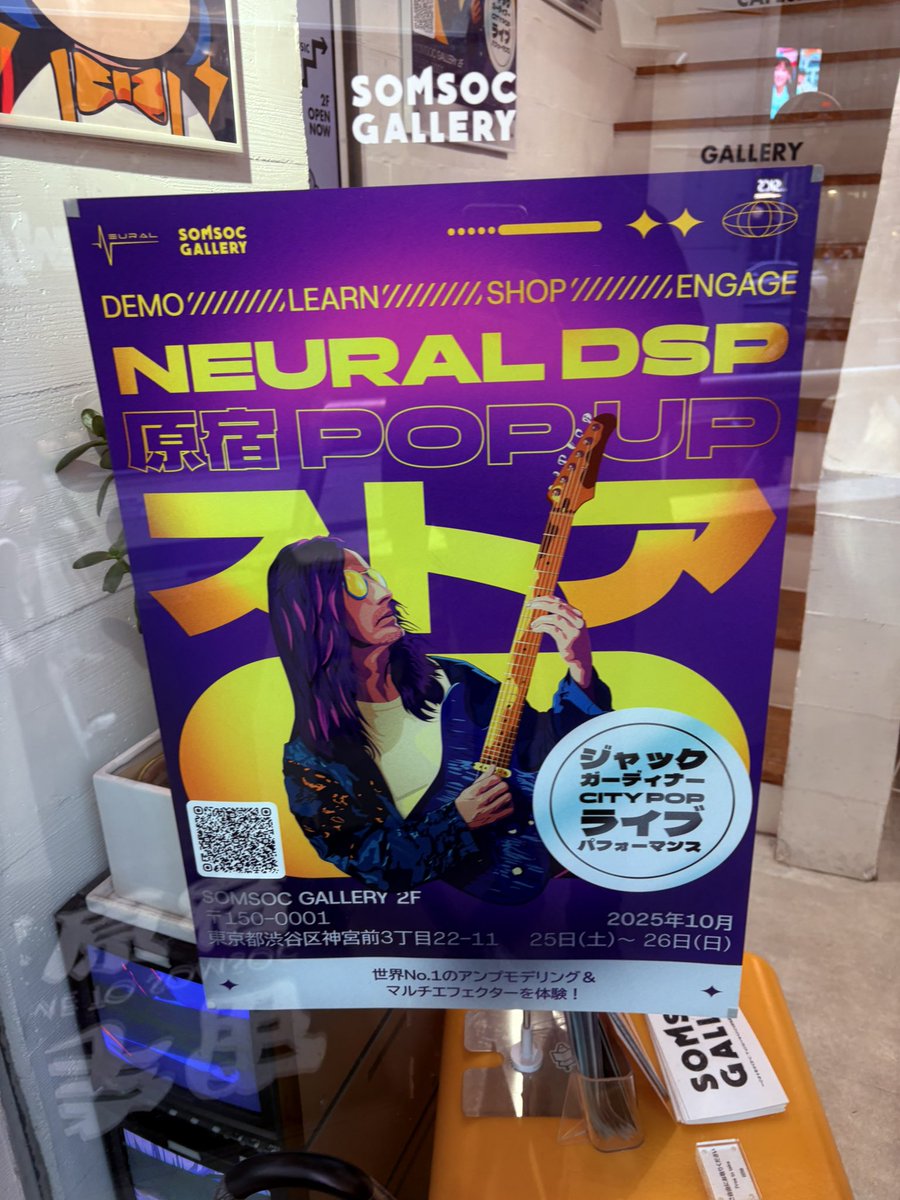 SOMSOC
GALLERY
2F
OPEN
NOW
GALLERY
NEURAL
SOMSOC
GALLERY
DEMO/////////LEARN/////////SHOP/////////ENGAGE
NEURAL DSP
原宿 POP UP
ストア
ジャック
ガーディナー
CITY POP
ライブ
パフォーマンス
SOMSOC GALLERY 2F
〒150-0001
東京都渋谷区神宮前3丁目22-11
2025年10月
25日(土)~ 26日(日)
世界No.1のアンプモデリング&
マルチエフェクターを体験!
SOMSOC